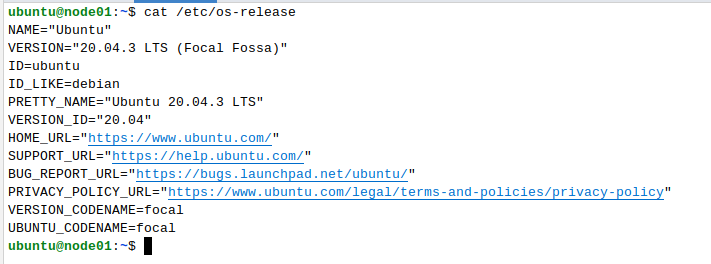 ubuntu@node01:~$ cat /etc/os-release
NAME="Ubuntu"
VERSION="20.04.3 LTS (Focal Fossa)"
ID=ubuntu
ID_LIKE=debian
PRETTY_NAME="Ubuntu 20.04.3 LTS"
VERSION_ID="20.04"
HOME_URL="https://www.ubuntu.com/"
SUPPORT_URL="https://help.ubuntu.com/"
BUG_REPORT_URL="https://bugs.launchpad.net/ubuntu/"
PRIVACY_POLICY_URL="https://www.ubuntu.com/legal/terms-and-policies/privacy-policy"
VERSION_CODENAME=focal
UBUNTU_CODENAME=focal
ubuntu@node01:~$